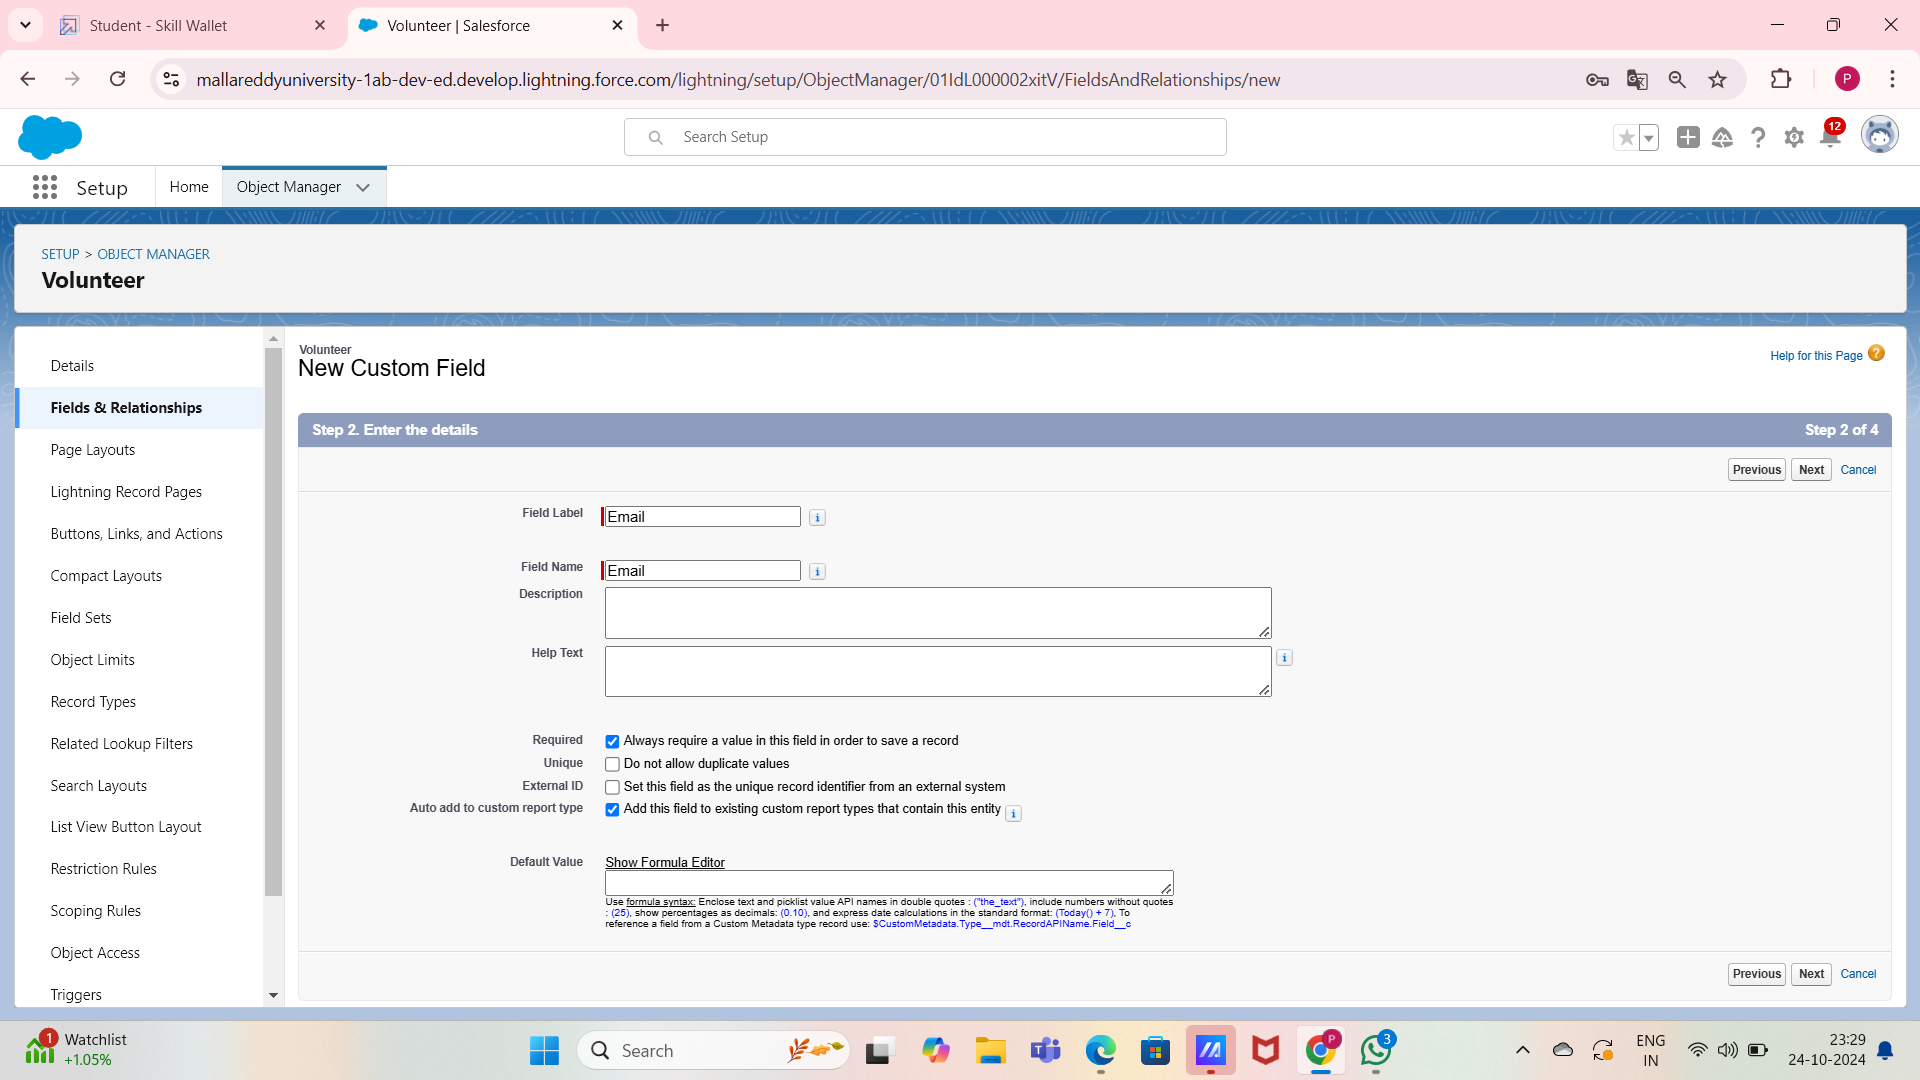 Student - Skill Wallet
Volunteer | Salesforce
mallareddyuniversity-1ab-dev-ed.develop.lightning.force.com/lightning/setup/ObjectManager/01IdL000002xitV/FieldsAndRelationships/new
P
Search Setup
12
Setup
Home
Object Manager
SETUP > OBJECT MANAGER
Volunteer
Details
Fields & Relationships
Page Layouts
Lightning Record Pages
Buttons, Links, and Actions
Compact Layouts
Field Sets
Object Limits
Record Types
Related Lookup Filters
Search Layouts
List View Button Layout
Restriction Rules
Scoping Rules
Object Access
Triggers
Volunteer
New Custom Field
Help for this Page
Step 2. Enter the details
Step 2 of 4
Previous Next Cancel
Field Label Email
Field Name Email
Description
Help Text
Required Always require a value in this field in order to save a record
Unique Do not allow duplicate values
External ID Set this field as the unique record identifier from an external system
Auto add to custom report type Add this field to existing custom report types that contain this entity
Default Value Show Formula Editor
Use formula syntax: Enclose text and picklist value API names in double quotes : ("the_text"), include numbers without quotes
: (25), show percentages as decimals: (0.10), and express date calculations in the standard format: (Today() + 7), To
reference a field from a Custom Metadata type record use: $CustomMetadata.Type__mdt.RecordAPIName.Field__c
Previous Next Cancel
1
Watchlist
+1.05%
Search
P
3
ENG
IN
23:29
24-10-2024